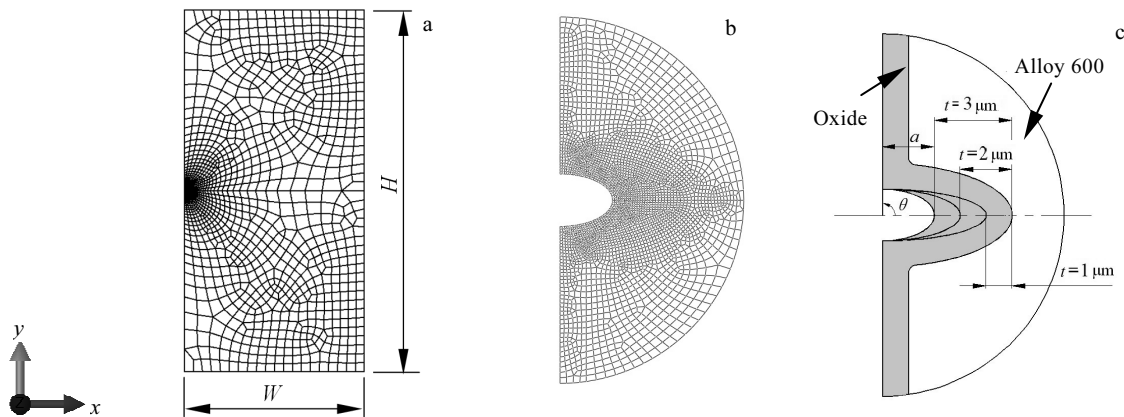 a
b
c
Alloy 600
Oxide
t=3 μm
a
t=2 μm
θ
t=1 μm
H
W
y
z
x